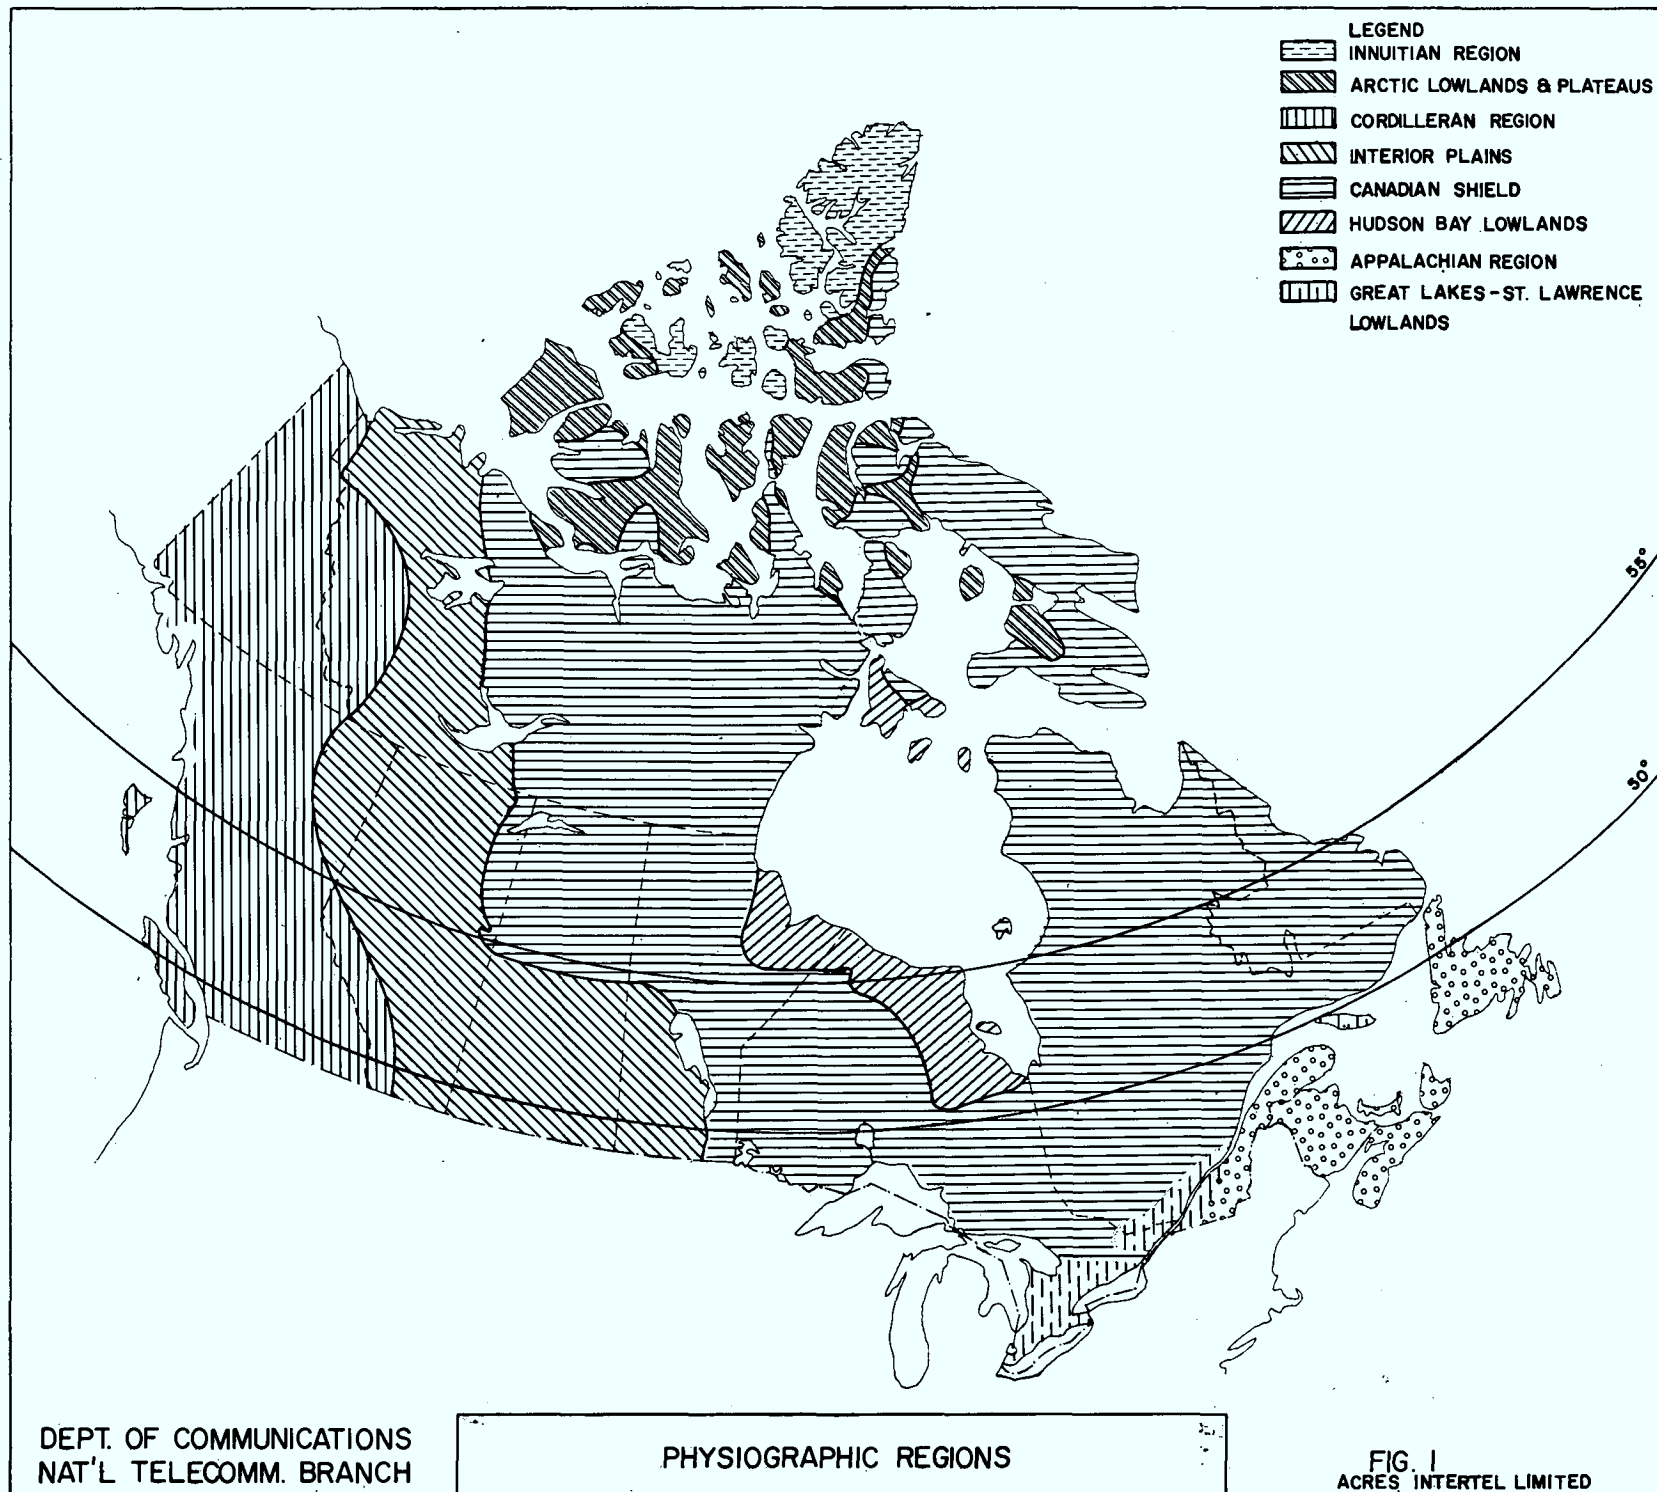 LEGEND
INNUITIAN REGION
ARCTIC LOWLANDS & PLATEAUS
CORDILLERAN REGION
INTERIOR PLAINS
CANADIAN SHIELD
HUDSON BAY LOWLANDS
APPALACHIAN REGION
GREAT LAKES-ST. LAWRENCE
LOWLANDS
55°
50°
DEPT. OF COMMUNICATIONS
NAT'L TELECOMM. BRANCH
PHYSIOGRAPHIC REGIONS
FIG. 1
ACRES INTERTEL LIMITED